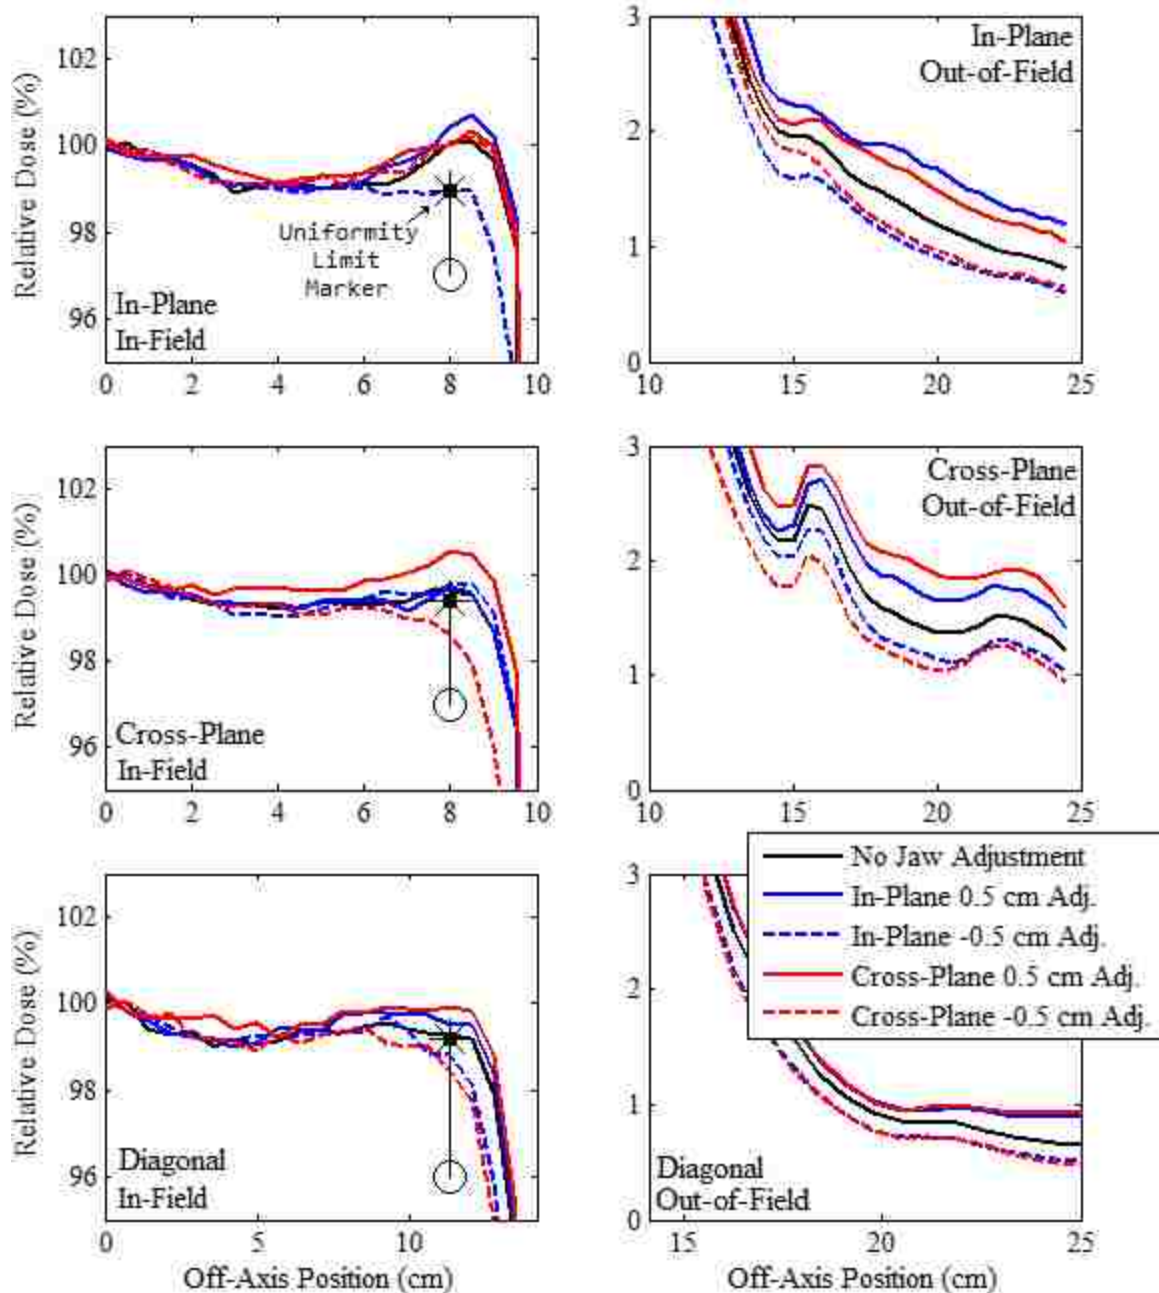 102
100
98
96
Relative Dose (%)
Uniformity
Limit
Marker
In-Plane
In-Field
0
2
4
6
8
10
3
2
1
0
In-Plane
Out-of-Field
10
15
20
25
102
100
98
96
Relative Dose (%)
Cross-Plane
In-Field
0
2
4
6
8
10
3
2
1
0
Cross-Plane
Out-of-Field
10
15
20
25
No Jaw Adjustment
In-Plane 0.5 cm Adj.
In-Plane -0.5 cm Adj.
Cross-Plane 0.5 cm Adj.
Cross-Plane -0.5 cm Adj.
102
100
98
96
Relative Dose (%)
Diagonal
In-Field
0
5
10
Off-Axis Position (cm)
3
2
1
0
Diagonal
Out-of-Field
15
20
25
Off-Axis Position (cm)